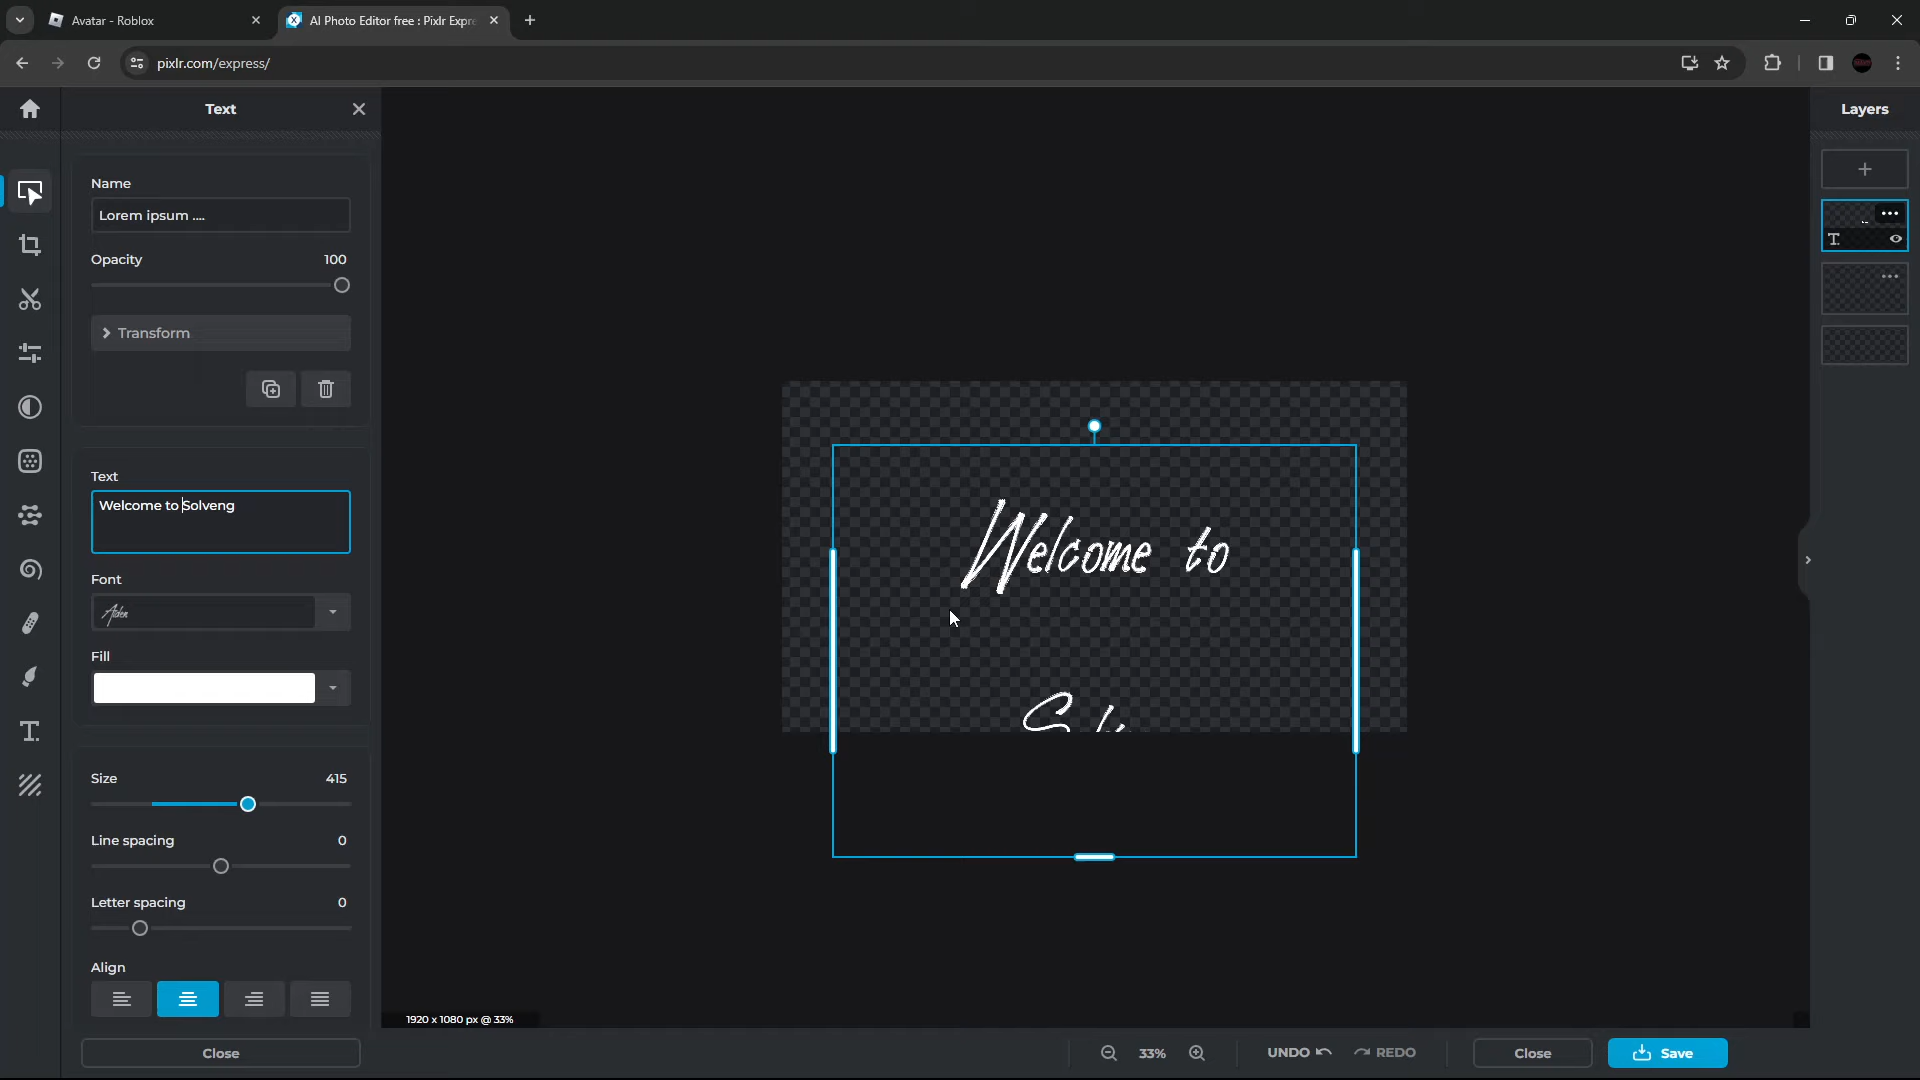 Avatar - Roblox
AI Photo Editor free : Pixlr Expre
pixlr.com/express/
Text
Layers
Name
Lorem ipsum ....
Opacity 100
Transform
Text
Welcome to Solveng
Font
Aiden
Fill
Size 415
Line spacing 0
Letter spacing 0
Align
Close
Welcome to
1920 x 1080 px @ 33%
33%
UNDO
REDO
Close
Save